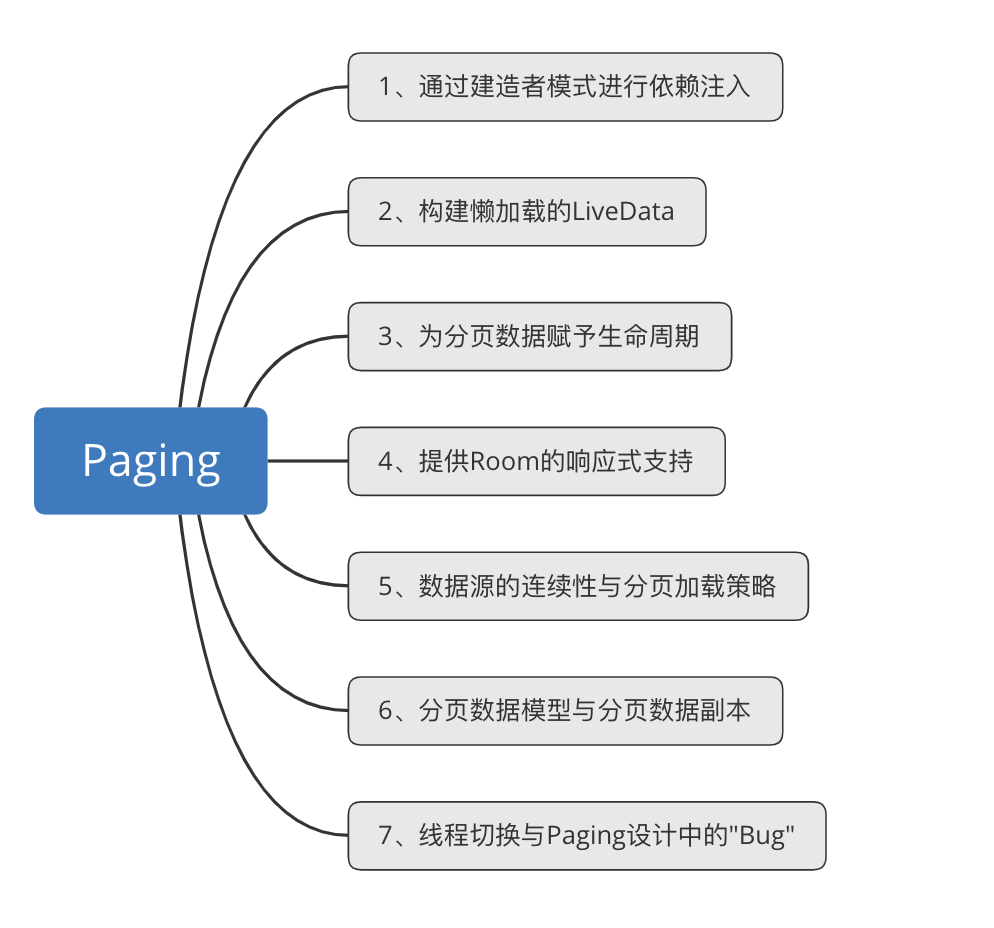 Paging
1、通过建造者模式进行依赖注入
2、构建懒加载的LiveData
3、为分页数据赋予生命周期
4、提供Room的响应式支持
5、数据源的连续性与分页加载策略
6、分页数据模型与分页数据副本
7、线程切换与Paging设计中的"Bug"